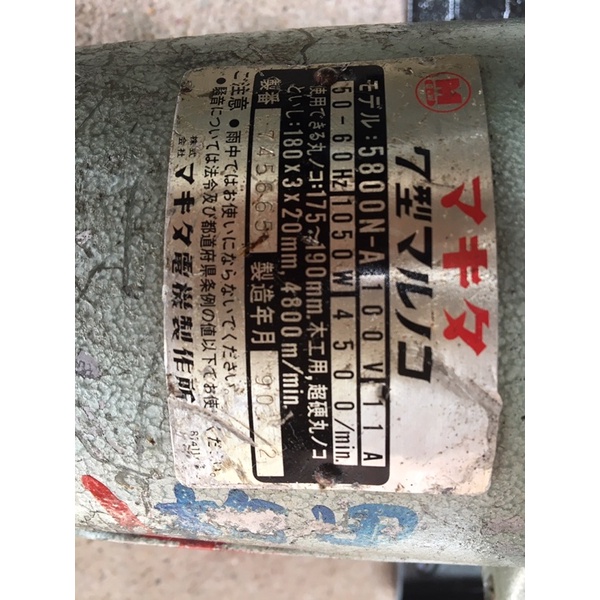 マキタ
7型マルノコ
モデル:5800N-A 100V 11A
50-60Hz 1050W 4500/min.
使用できる丸ノコ:175~190mm.木工用,超硬丸ノコ
といし:180×3×20mm,4800m/min.
製番 製造年月
ご注意 ●雨中ではお使いにならないでください。
●騒音については法令及び都道府県条例の値以下でお使いください。
株式会社 マキタ電機製作所